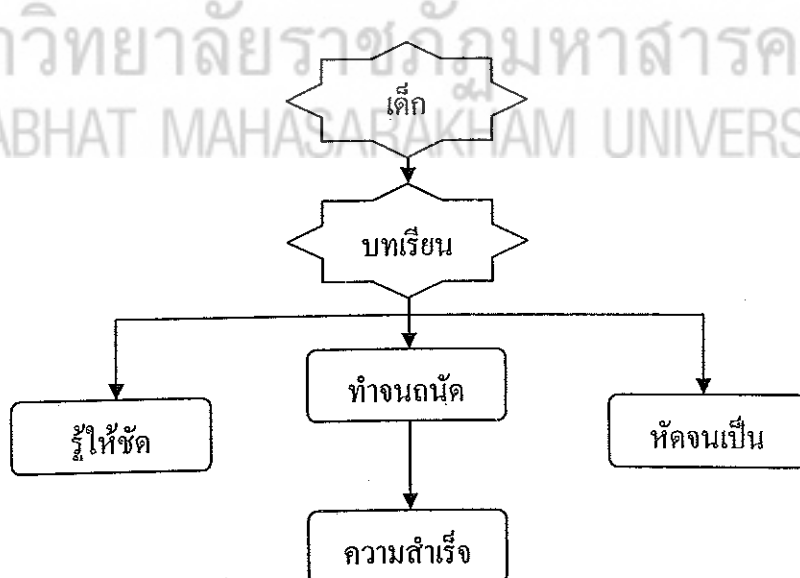 าวิทยาลัยราชภัฏมหาสารค
ABHAT MAHASARAKHAM UNIVERS
เด็ก
บทเรียน
รู้ให้ชัด
ทำจนถนัด
หัดจนเป็น
ความสำเร็จ